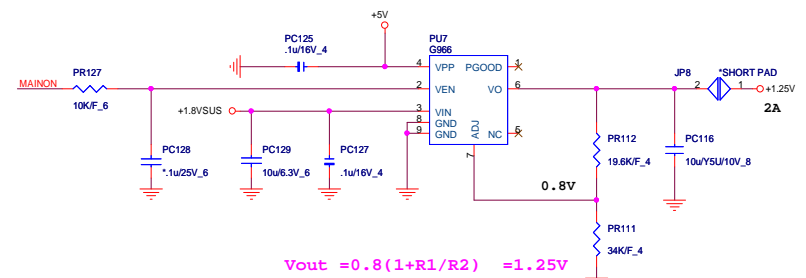 +5V
PC125
.1u/16V_4
PU7
G966
PR127
MAINON
10K/F_6
4
VPP
PGOOD
1
2
VEN
VO
6
JP8
*SHORT PAD
2
1
+1.25V
2A
+1.8VSUS
3
VIN
8
GND
9
GND
ADJ
NC
5
7
PC128
*.1u/25V_6
PC129
10u/6.3V_6
PC127
.1u/16V_4
PR112
19.6K/F_4
PC116
10u/Y5U/10V_8
0.8V
PR111
34K/F_4
Vout =0.8(1+R1/R2) =1.25V